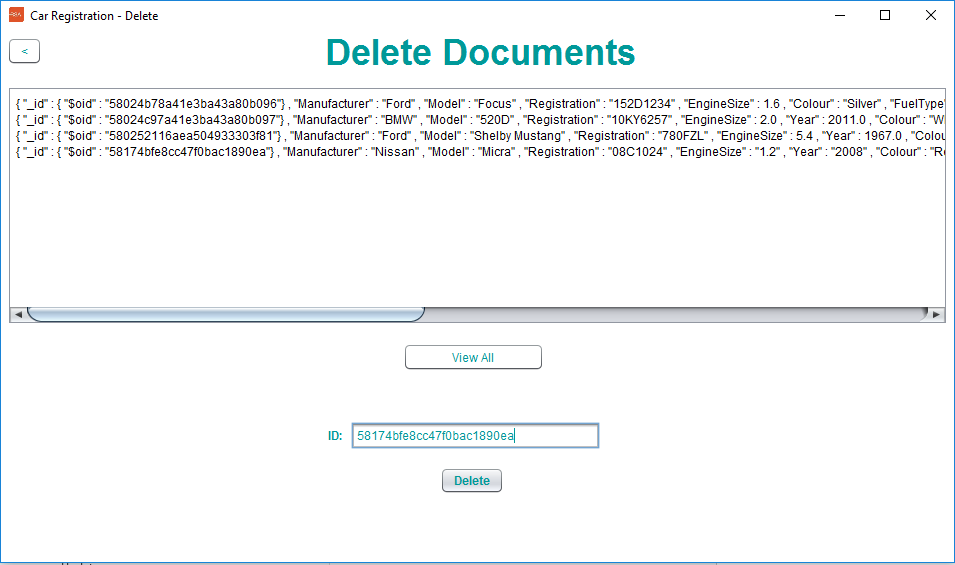 Car Registration - Delete
<
Delete Documents
{ "_id" : { "$oid" : "58024b78a41e3ba43a80b096"} , "Manufacturer" : "Ford" , "Model" : "Focus" , "Registration" : "152D1234" , "EngineSize" : 1.6 , "Colour" : "Silver" , "FuelType"
{ "_id" : { "$oid" : "58024c97a41e3ba43a80b097"} , "Manufacturer" : "BMW" , "Model" : "520D" , "Registration" : "10KY6257" , "EngineSize" : 2.0 , "Year" : 2011.0 , "Colour" :
{ "_id" : { "$oid" : "580252116aea504933303f81"} , "Manufacturer" : "Ford" , "Model" : "Shelby Mustang" , "Registration" : "780FZL" , "EngineSize" : 5.4 , "Year" : 1967.0 ,
{ "_id" : { "$oid" : "58174bfe8cc47f0bac1890ea"} , "Manufacturer" : "Nissan" , "Model" : "Micra" , "Registration" : "08C1024" , "EngineSize" : "1.2" , "Year" : "2008" , "Colour" :
View All
ID: 58174bfe8cc47f0bac1890ea
Delete